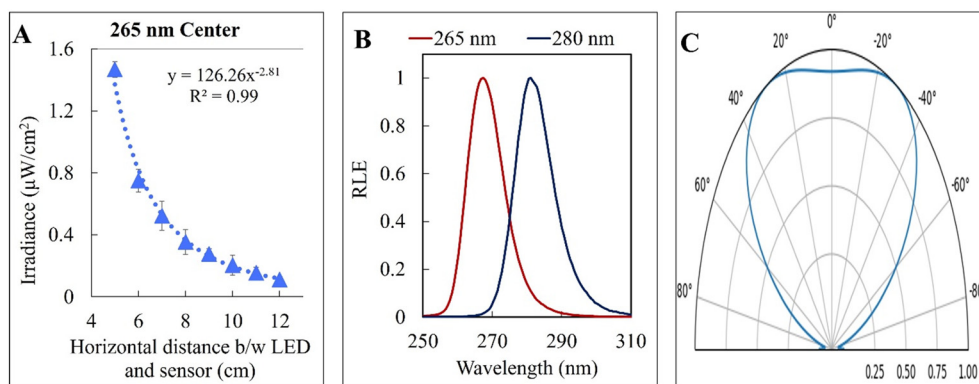 A
265 nm Center
y = 126.26x^-2.81
R² = 0.99
1.6
1.2
0.8
0.4
0
4 6 8 10 12
Irradiance (µW/cm²)
Horizontal distance b/w LED
and sensor (cm)
B
265 nm 280 nm
1
0.8
0.6
0.4
0.2
0
250 270 290 310
RLE
Wavelength (nm)
C
0°
20° -20°
40° -40°
60° -60°
80° -80
0.25 0.50 0.75 1.00